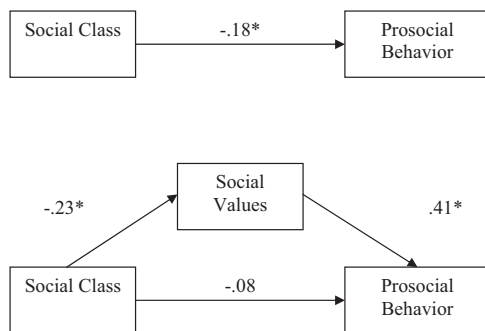 Social Class
-.18*
Prosocial
Behavior
Social
Values
-.23*
.41*
Social Class
-.08
Prosocial
Behavior